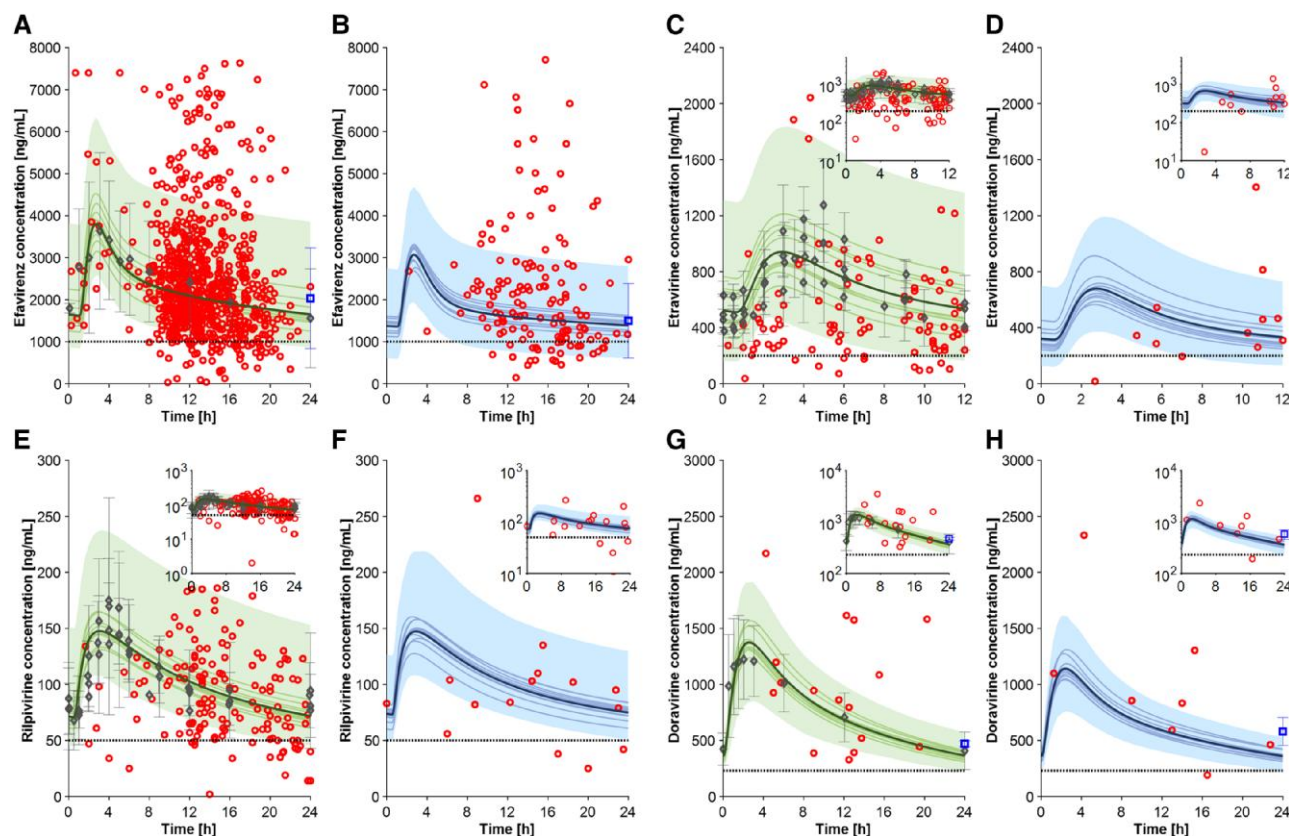 A
B
C
D
Efavirenz concentration [ng/mL]
8000
7000
6000
5000
4000
3000
2000
1000
0
0 4 8 12 16 20 24
Time [h]
Efavirenz concentration [ng/mL]
8000
7000
6000
5000
4000
3000
2000
1000
0
0 4 8 12 16 20 24
Time [h]
Etravirine concentration [ng/mL]
2400
2000
1600
1200
800
400
0
0 2 4 6 8 10 12
Time [h]
10³
10²
10¹
0 4 8 12
Etravirine concentration [ng/mL]
2400
2000
1600
1200
800
400
0
0 2 4 6 8 10 12
Time [h]
10³
10²
10¹
0 4 8 12
E
F
G
H
Rilpivirine concentration [ng/mL]
300
250
200
150
100
50
0
0 4 8 12 16 20 24
Time [h]
10³
10²
10¹
10⁰
0 8 16 24
Rilpivirine concentration [ng/mL]
300
250
200
150
100
50
0
0 4 8 12 16 20 24
Time [h]
10³
10²
10¹
0 9 15 24
Doravirine concentration [ng/mL]
3000
2500
2000
1500
1000
500
0
0 4 8 12 16 20 24
Time [h]
10⁴
10³
10²
0 9 15 24
Doravirine concentration [ng/mL]
3000
2500
2000
1500
1000
500
0
0 4 8 12 16 20 24
Time [h]
10⁴
10³
10²
0 9 15 24